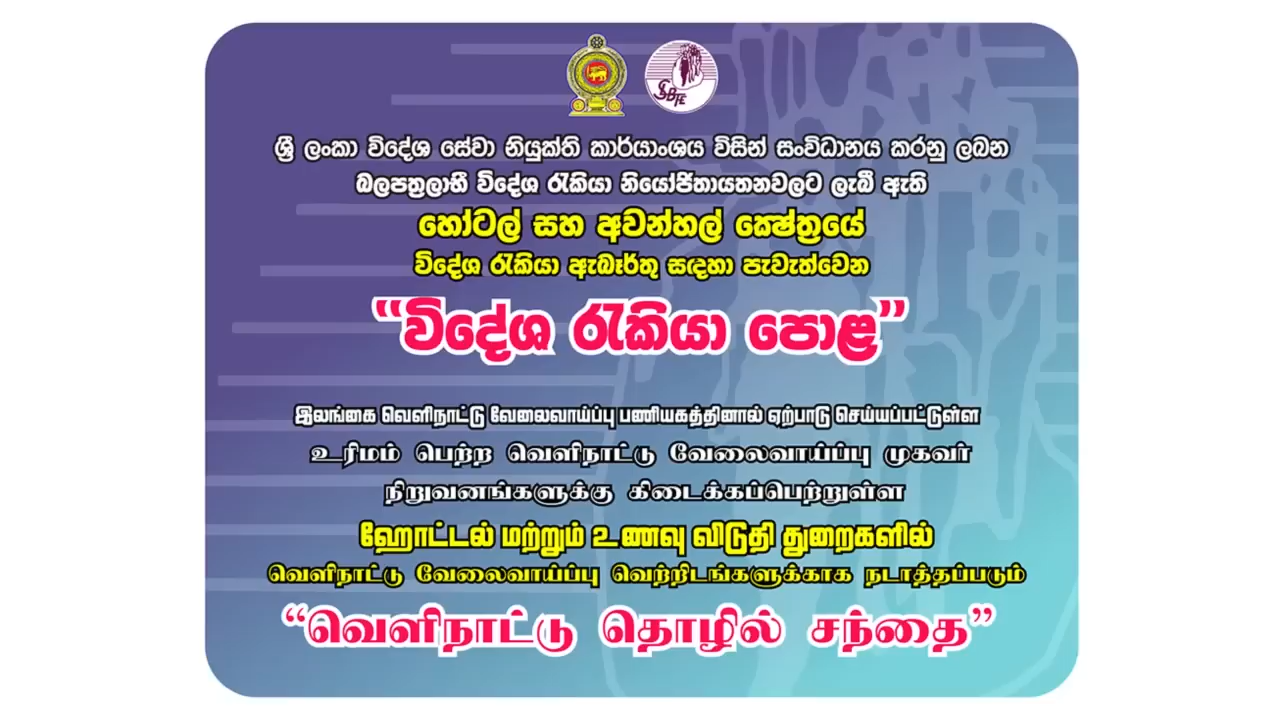 SLBFE
ශ්‍රී ලංකා විදේශ සේවා නියුක්ති කාර්යාංශය විසින් සංවිධානය කරනු ලබන
බලපත්‍රලාභී විදේශ රැකියා නියෝජිතායතනවලට ලැබී ඇති
හෝටල් සහ අවන්හල් ක්‍ෂේත්‍රයේ
විදේශ රැකියා ඇබෑර්තු සඳහා පැවැත්වෙන
“විදේශ රැකියා පොළ”
இலங்கை வெளிநாட்டு வேலைவாய்ப்பு பணியகத்தினால் ஏற்பாடு செய்யப்பட்டுள்ள
உரிமம் பெற்ற வெளிநாட்டு வேலைவாய்ப்பு முகவர்
நிறுவனங்களுக்கு கிடைக்கப்பெற்றுள்ள
ஹோட்டல் மற்றும் உணவு விடுதி துறைகளில்
வெளிநாட்டு வேலைவாய்ப்பு வெற்றிடங்களுக்காக நடாத்தப்படும்
“வெளிநாட்டு தொழில் சந்தை”